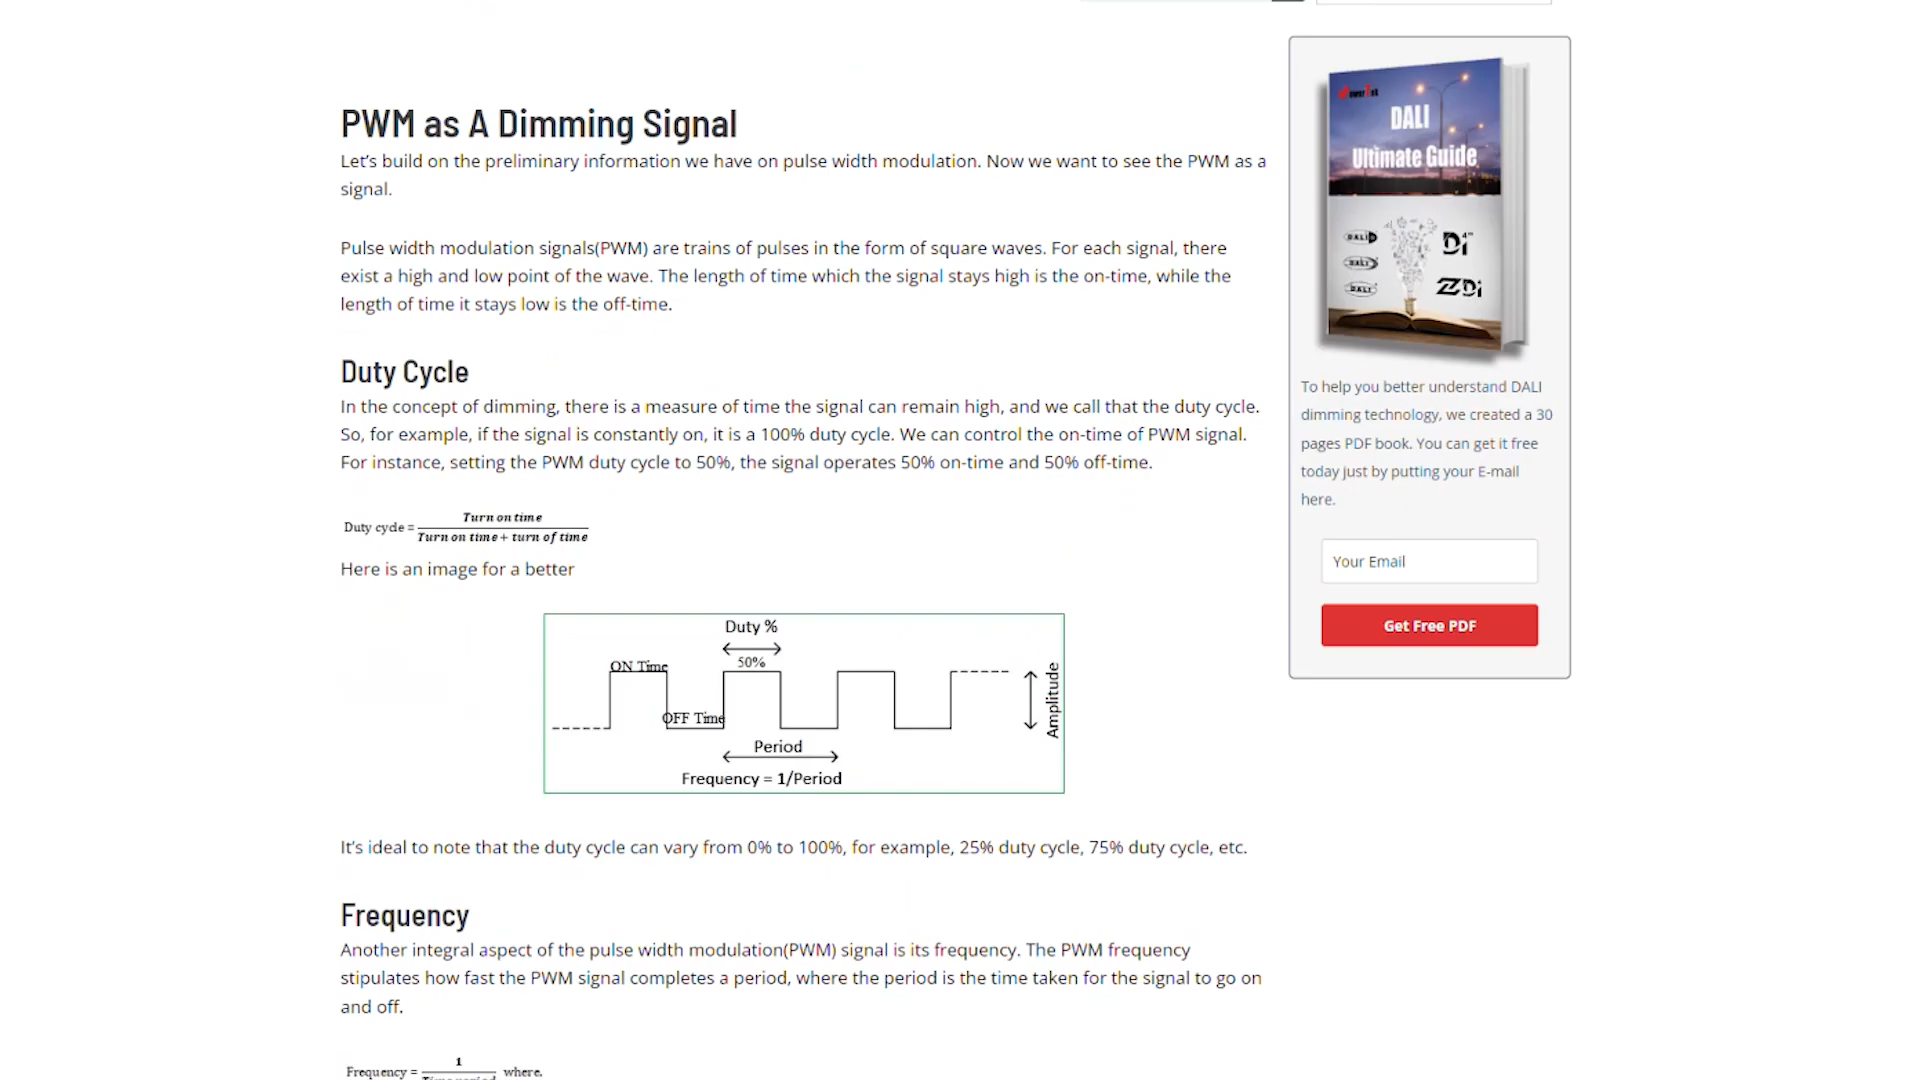 PWM as A Dimming Signal
Let's build on the preliminary information we have on pulse width modulation. Now we want to see the PWM as a
signal.
Pulse width modulation signals(PWM) are trains of pulses in the form of square waves. For each signal, there
exist a high and low point of the wave. The length of time which the signal stays high is the on-time, while the
length of time it stays low is the off-time.
Duty Cycle
In the concept of dimming, there is a measure of time the signal can remain high, and we call that the duty cycle.
So, for example, if the signal is constantly on, it is a 100% duty cycle. We can control the on-time of PWM signal.
For instance, setting the PWM duty cycle to 50%, the signal operates 50% on-time and 50% off-time.
Turn on time
Duty cycle =
Turn on time + turn of time
Here is an image for a better
Duty %
50%
ON Time
OFF Time
Amplitude
Period
Frequency = 1/Period
It's ideal to note that the duty cycle can vary from 0% to 100%, for example, 25% duty cycle, 75% duty cycle, etc.
Frequency
Another integral aspect of the pulse width modulation(PWM) signal is its frequency. The PWM frequency
stipulates how fast the PWM signal completes a period, where the period is the time taken for the signal to go on
and off.
1
Frequency = where.
DALI
Ultimate Guide
DALI
DALI
DALI
Di
ZDi
To help you better understand DALI
dimming technology, we created a 30
pages PDF book. You can get it free
today just by putting your E-mail
here.
Your Email
Get Free PDF